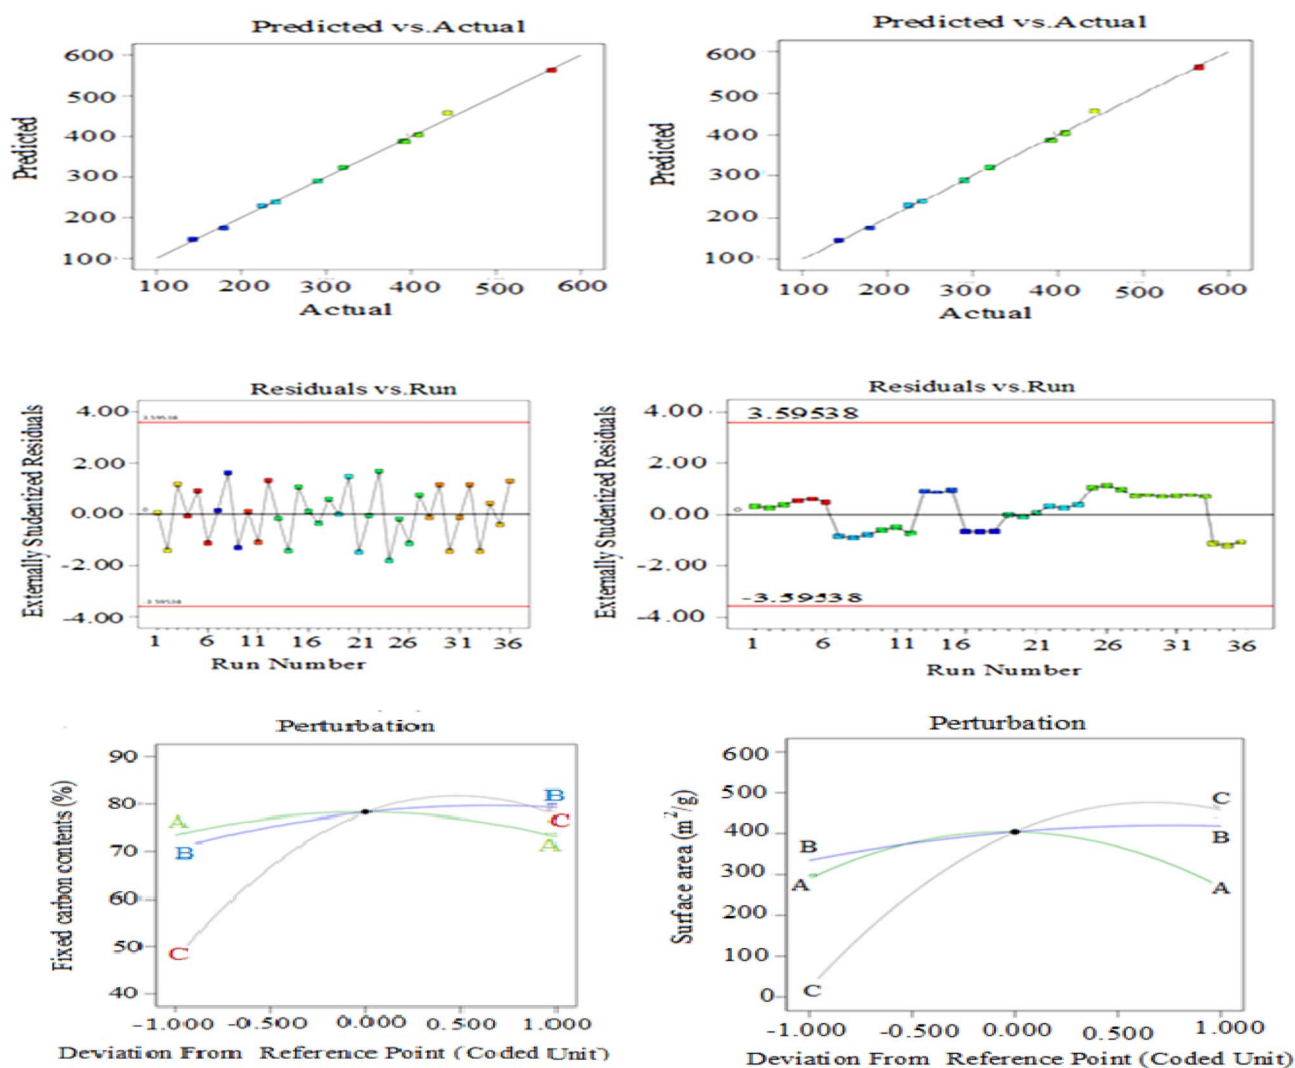 Predicted vs.Actual
Predicted
600
500
400
300
200
100
100 200 300 400 500 600
Actual
Predicted vs.Actual
Predicted
600
500
400
300
200
100
100 200 300 400 500 600
Actual
Residuals vs.Run
Externally Studentized Residuals
4.00
3.59538
2.00
0.00
-2.00
-3.59538
-4.00
1 6 11 16 21 26 31 36
Run Number
Residuals vs.Run
Externally Studentized Residuals
4.00
3.59538
2.00
0.00
-2.00
-3.59538
-4.00
1 6 11 16 21 26 31 36
Run Number
Perturbation
Fixed carbon contents (%)
90
80
70
60
50
40
A
B
C
B
C
A
-1.000 -0.500 0.000 0.500 1.000
Deviation From Reference Point (Coded Unit)
Perturbation
Surface area (m²/g)
600
500
400
300
200
100
0
B
A
C
C
B
A
-1.000 -0.500 0.000 0.500 1.000
Deviation From Reference Point (Coded Unit)